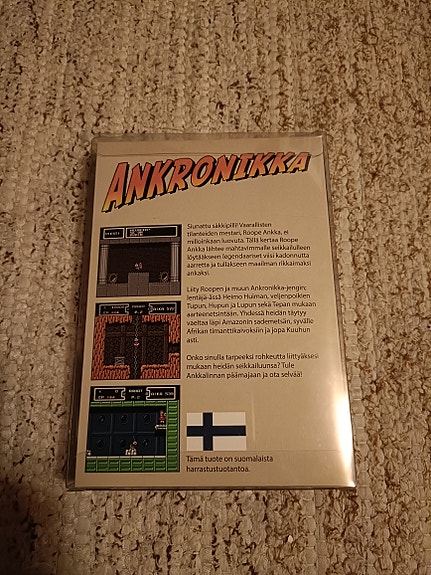 ANKRONIKKA
Siunattu säkkipilli! Vaarallisten
tilanteiden mestari, Roope Ankka, ei
milloinkaan luovuta. Tällä kertaa Roope
Ankka lähtee mahtavimmalle seikkailulleen
löytääkseen legendaariset viisi kadonnutta
aarretta ja tullakseen maailman rikkaimaksi
ankaksi.
Liity Roopen ja muun Ankronikka-jengin;
lentäjä-ässä Heimo Huiman, veljenpoikien
Tupun, Hupun ja Lupun sekä Tepan mukaan
aarteenetsintään. Yhdessä heidän täytyy
vaeltaa läpi Amazonin sademetsän, syvälle
Afrikan timanttikaivoksiin ja jopa Kuuhun
asti.
Onko sinulla tarpeeksi rohkeutta liittyäksesi
mukaan heidän seikkailuunsa? Tule
Ankkalinnan päämajaan ja ota selvää!
Tämä tuote on suomalaista
harrastustuotantoa.